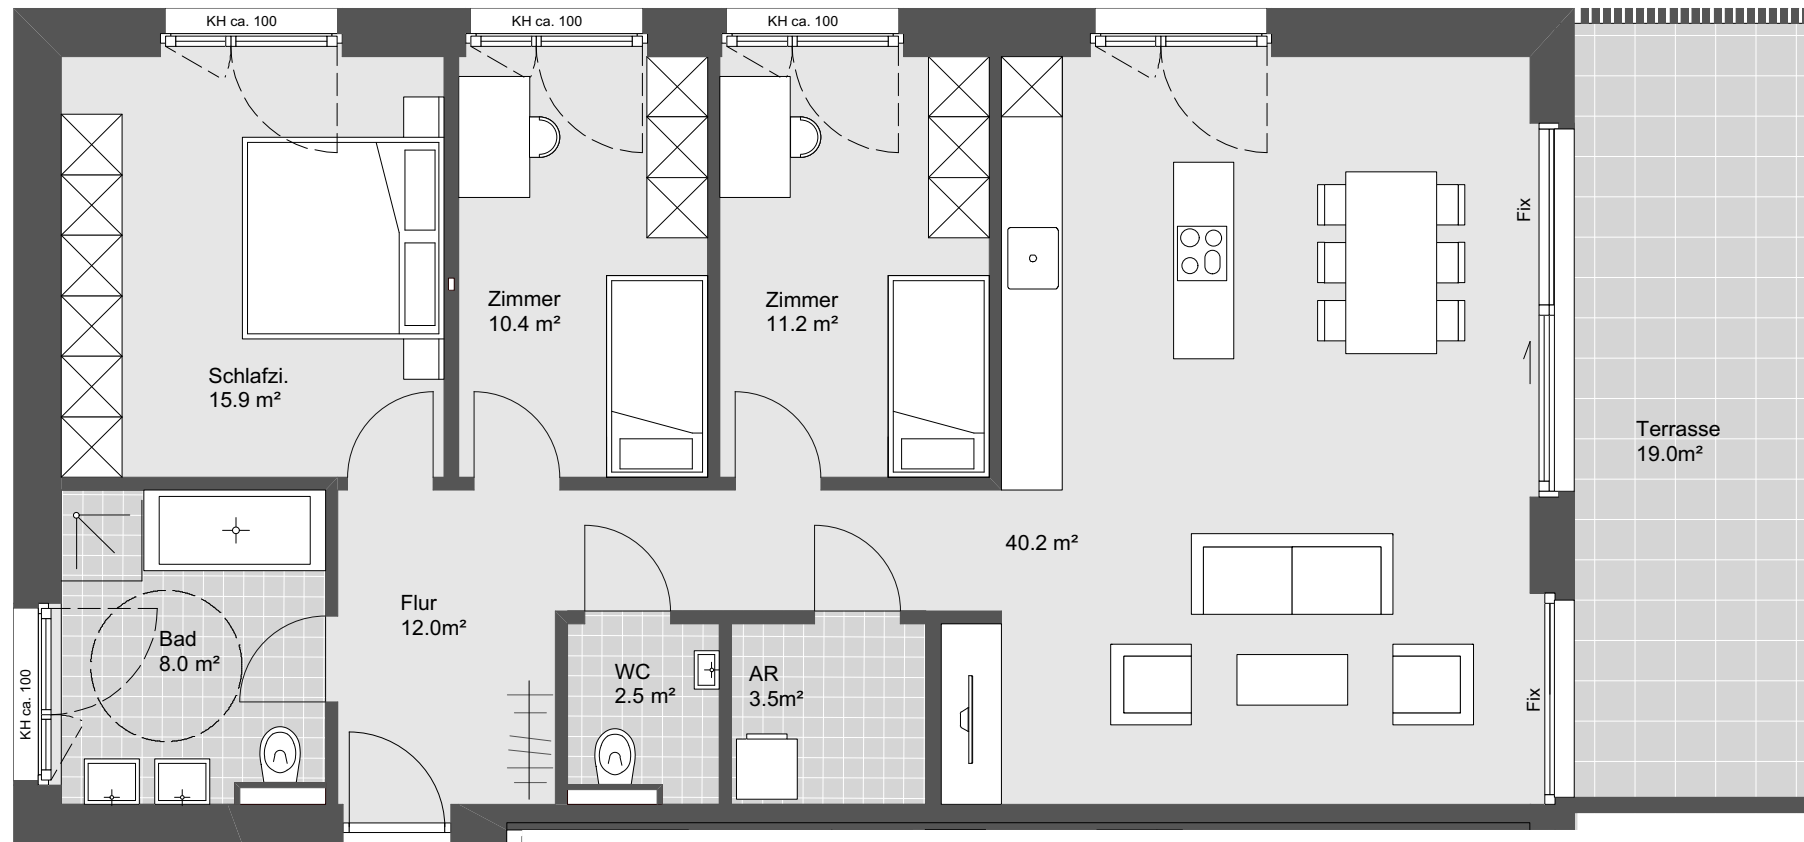 KH ca. 100
KH ca. 100
KH ca. 100
Fix
Zimmer
10.4 m²
Zimmer
11.2 m²
Schlafzi.
15.9 m²
Terrasse
19.0m²
40.2 m²
Flur
12.0m²
Bad
8.0 m²
WC
2.5 m²
AR
3.5m²
KH ca. 100
Fix